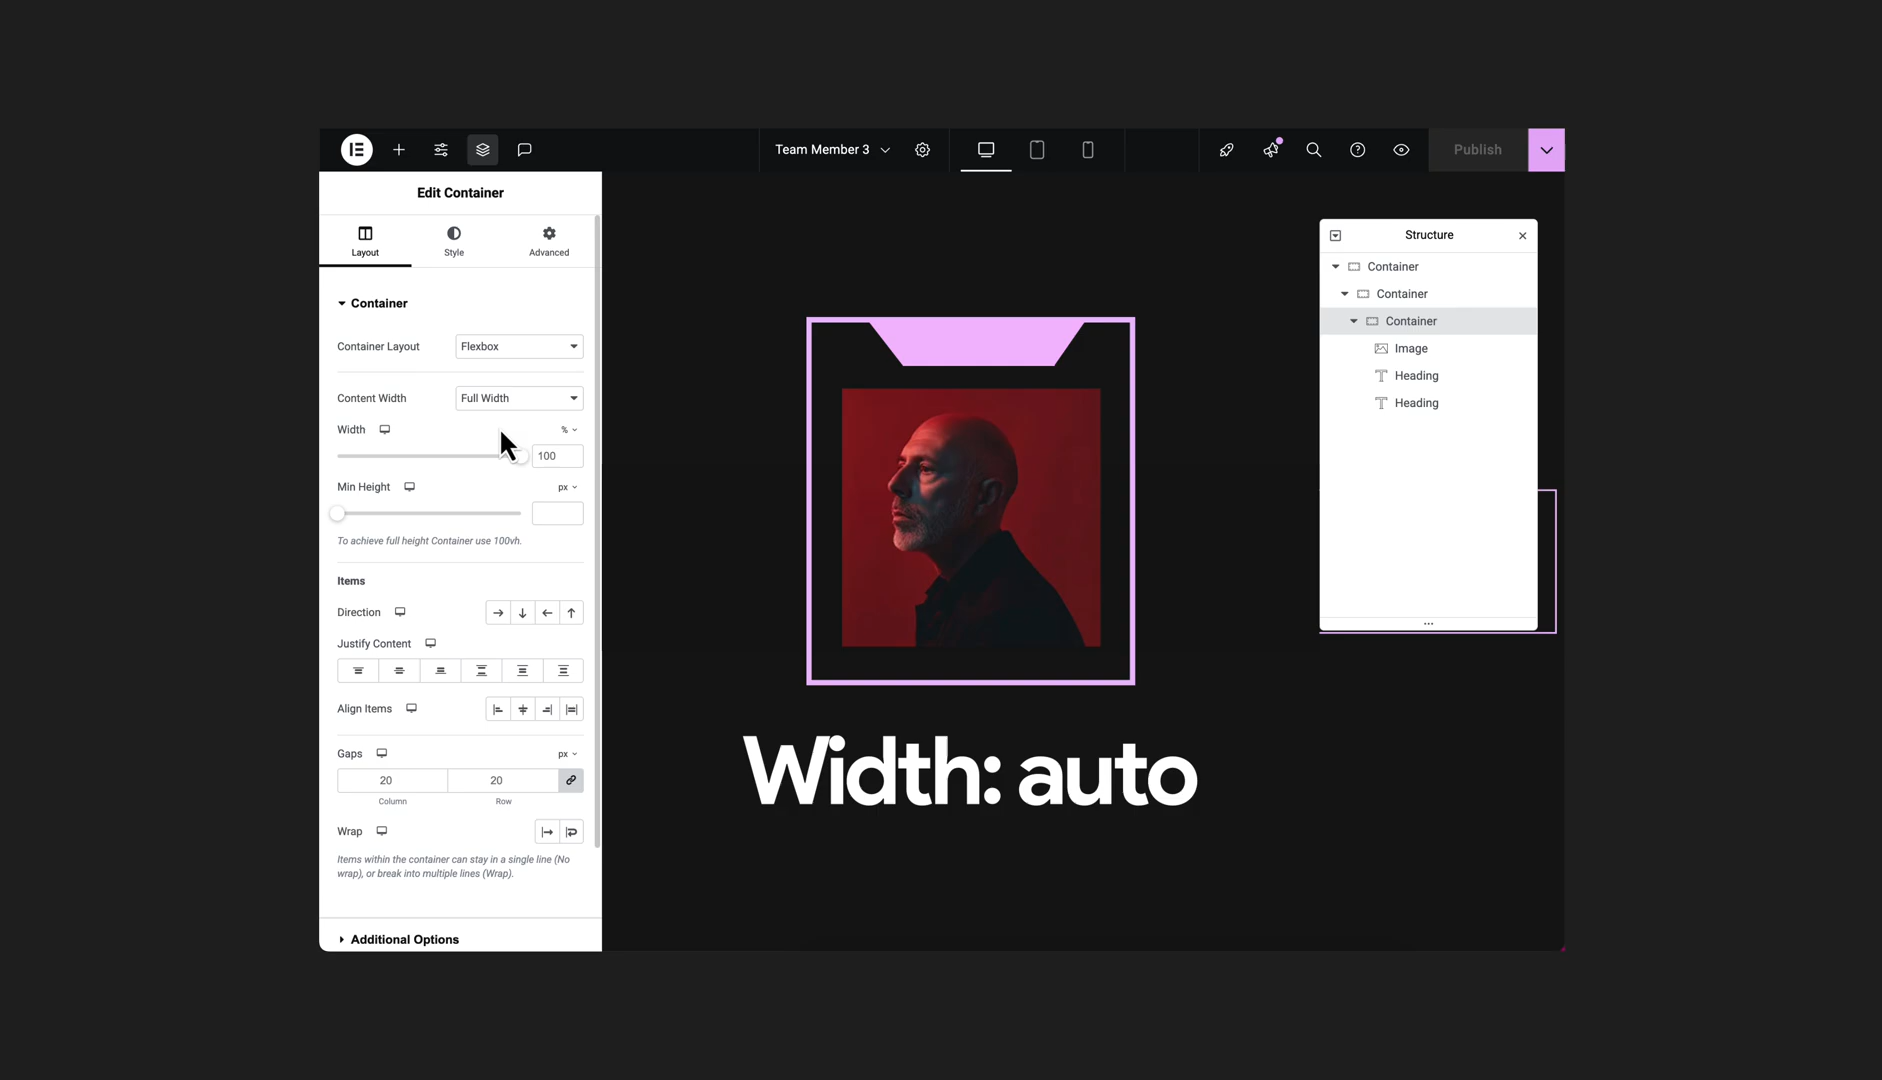 Team Member 3
Publish
Edit Container
Layout
Style
Advanced
Container
Container Layout
Flexbox
Content Width
Full Width
Width
%
100
Min Height
px
To achieve full height Container use 100vh.
Items
Direction
Justify Content
Align Items
Gaps
px
20
20
Column
Row
Wrap
Items within the container can stay in a single line (No
wrap), or break into multiple lines (Wrap).
Additional Options
Width: auto
Structure
Container
Container
Container
Image
Heading
Heading